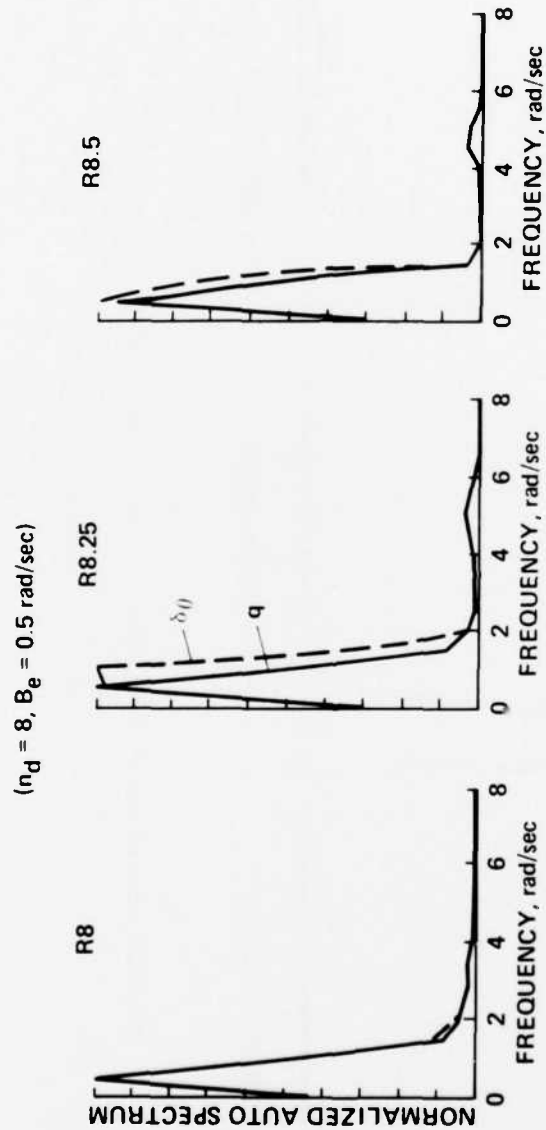 (nd = 8, Be = 0.5 rad/sec)
R8
R8.25
R8.5
NORMALIZED AUTO SPECTRUM
δθ
q
0 2 4 6 8
0 2 4 6 8
0 2 4 6 8
FREQUENCY, rad/sec
FREQUENCY, rad/sec
FREQUENCY, rad/sec